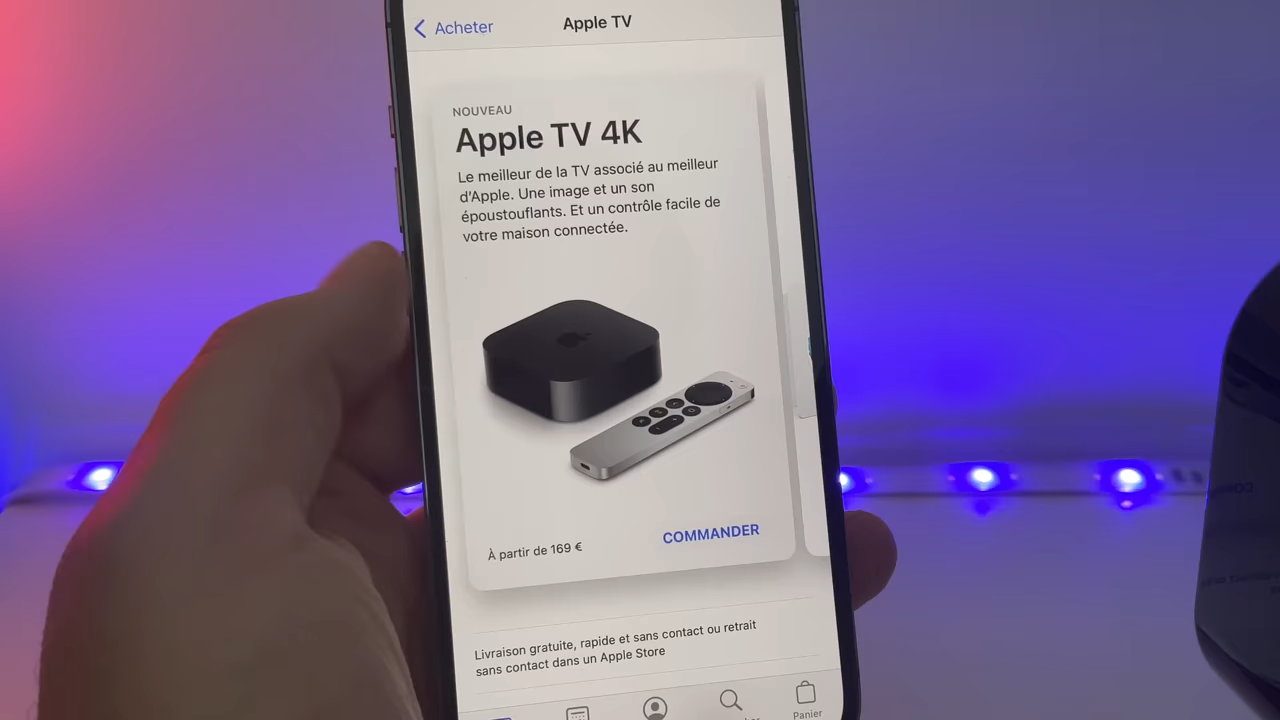 Acheter
Apple TV
NOUVEAU
Apple TV 4K
Le meilleur de la TV associé au meilleur
d'Apple. Une image et un son
époustouflants. Et un contrôle facile de
votre maison connectée.
À partir de 169 €
COMMANDER
Livraison gratuite, rapide et sans contact ou retrait
sans contact dans un Apple Store
Panier